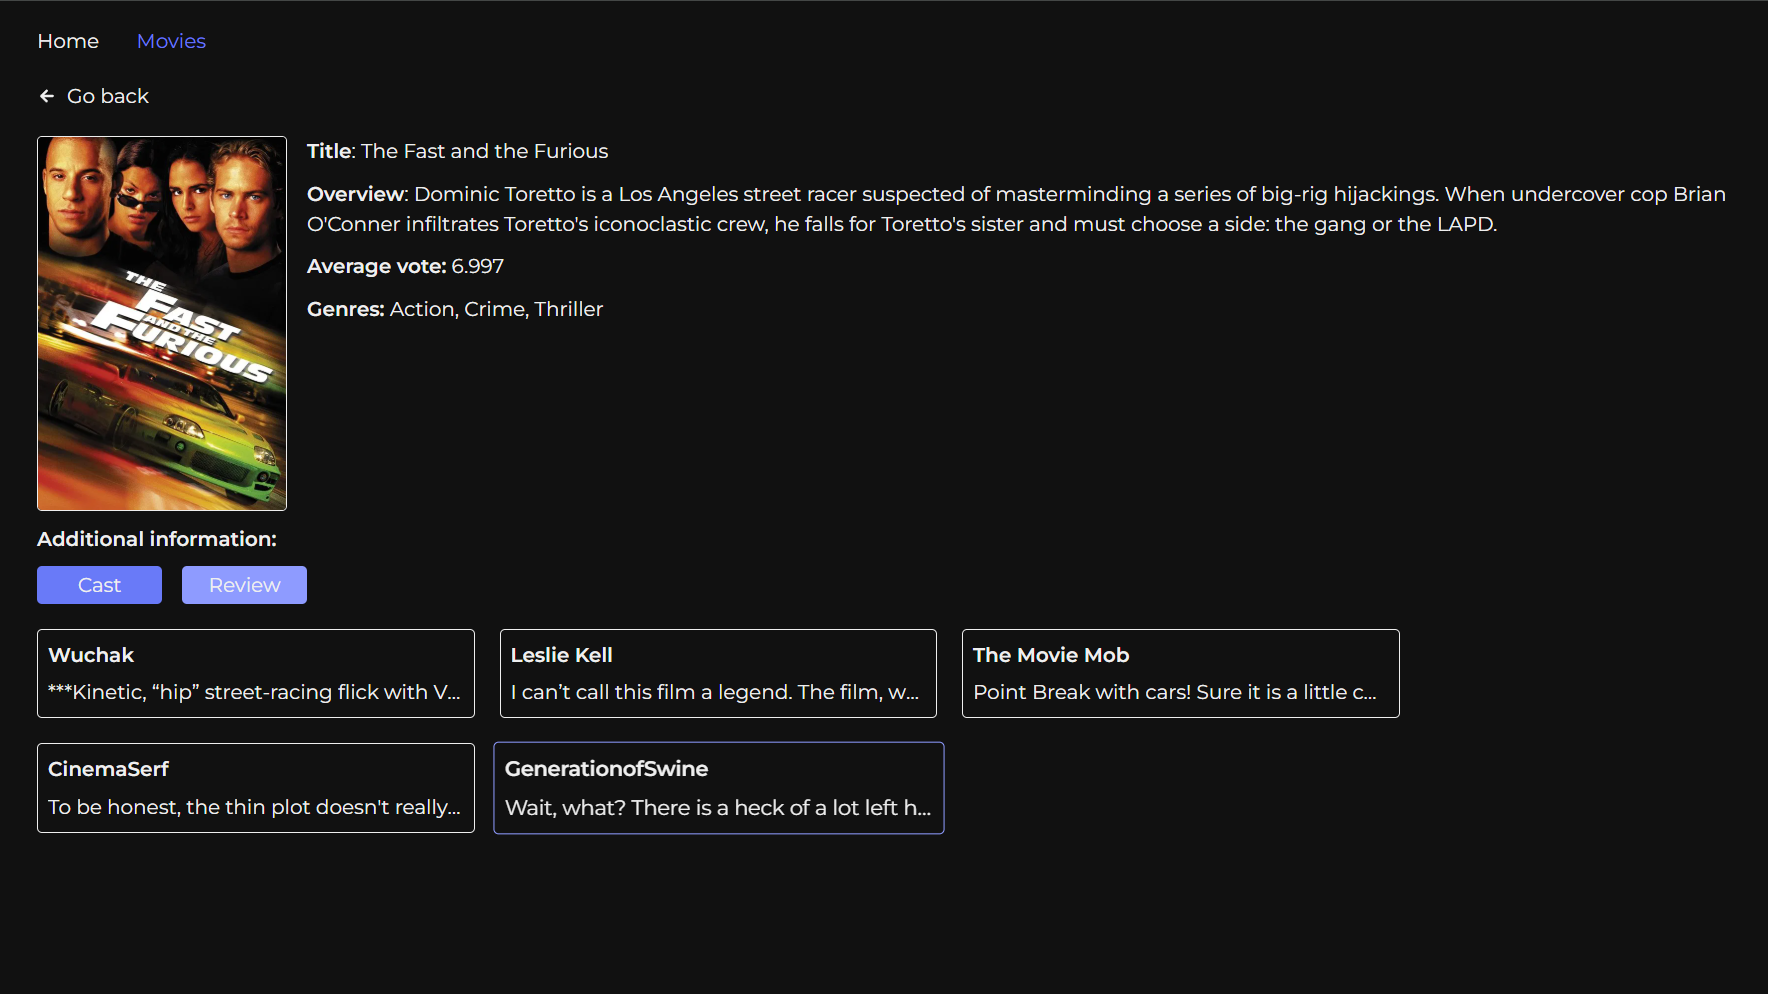 Home Movies
Go back
Title: The Fast and the Furious
Overview: Dominic Toretto is a Los Angeles street racer suspected of masterminding a series of big-rig hijackings. When undercover cop Brian
O'Conner infiltrates Toretto's iconoclastic crew, he falls for Toretto's sister and must choose a side: the gang or the LAPD.
Average vote: 6.997
Genres: Action, Crime, Thriller
THE
FAST
AND THE
FURIOUS
Additional information:
Cast Review
Wuchak
***Kinetic, “hip” street-racing flick with V...
Leslie Kell
I can’t call this film a legend. The film, w...
The Movie Mob
Point Break with cars! Sure it is a little c...
CinemaSerf
To be honest, the thin plot doesn't really...
GenerationofSwine
Wait, what? There is a heck of a lot left h...